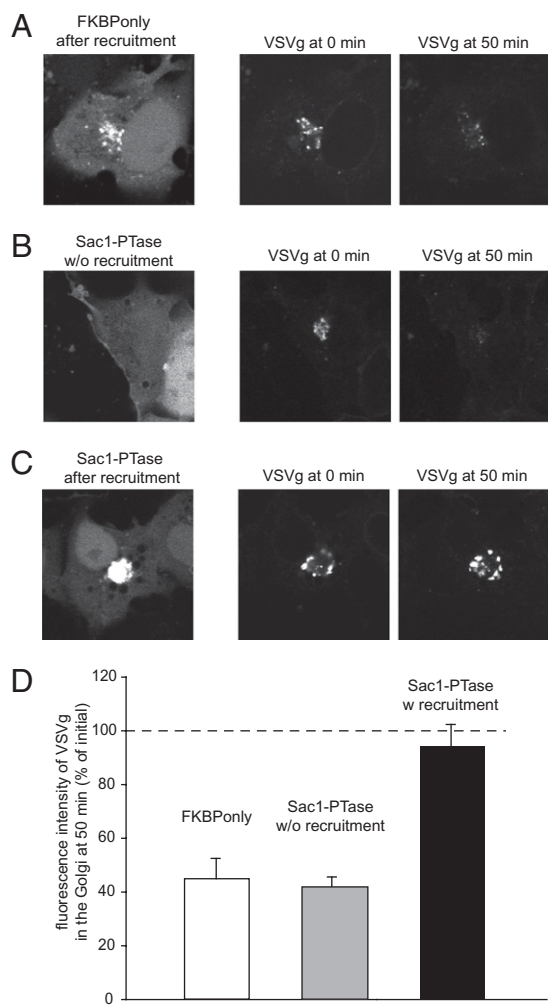 A
FKBPonly
after recruitment
VSVg at 0 min
VSVg at 50 min
B
Sac1-PTase
w/o recruitment
VSVg at 0 min
VSVg at 50 min
C
Sac1-PTase
after recruitment
VSVg at 0 min
VSVg at 50 min
D
fluorescence intensity of VSVg
in the Golgi at 50 min (% of initial)
120
100
80
60
40
20
0
FKBPonly
Sac1-PTase
w/o recruitment
Sac1-PTase
w recruitment